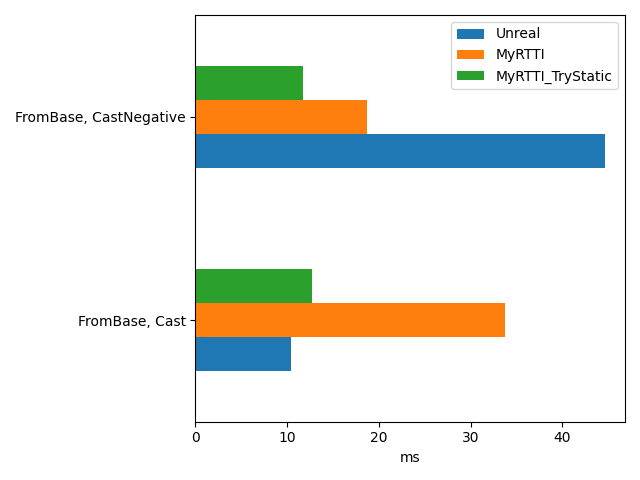 Unreal
MyRTTI
MyRTTI_TryStatic
FromBase, CastNegative
FromBase, Cast
0 10 20 30 40
ms